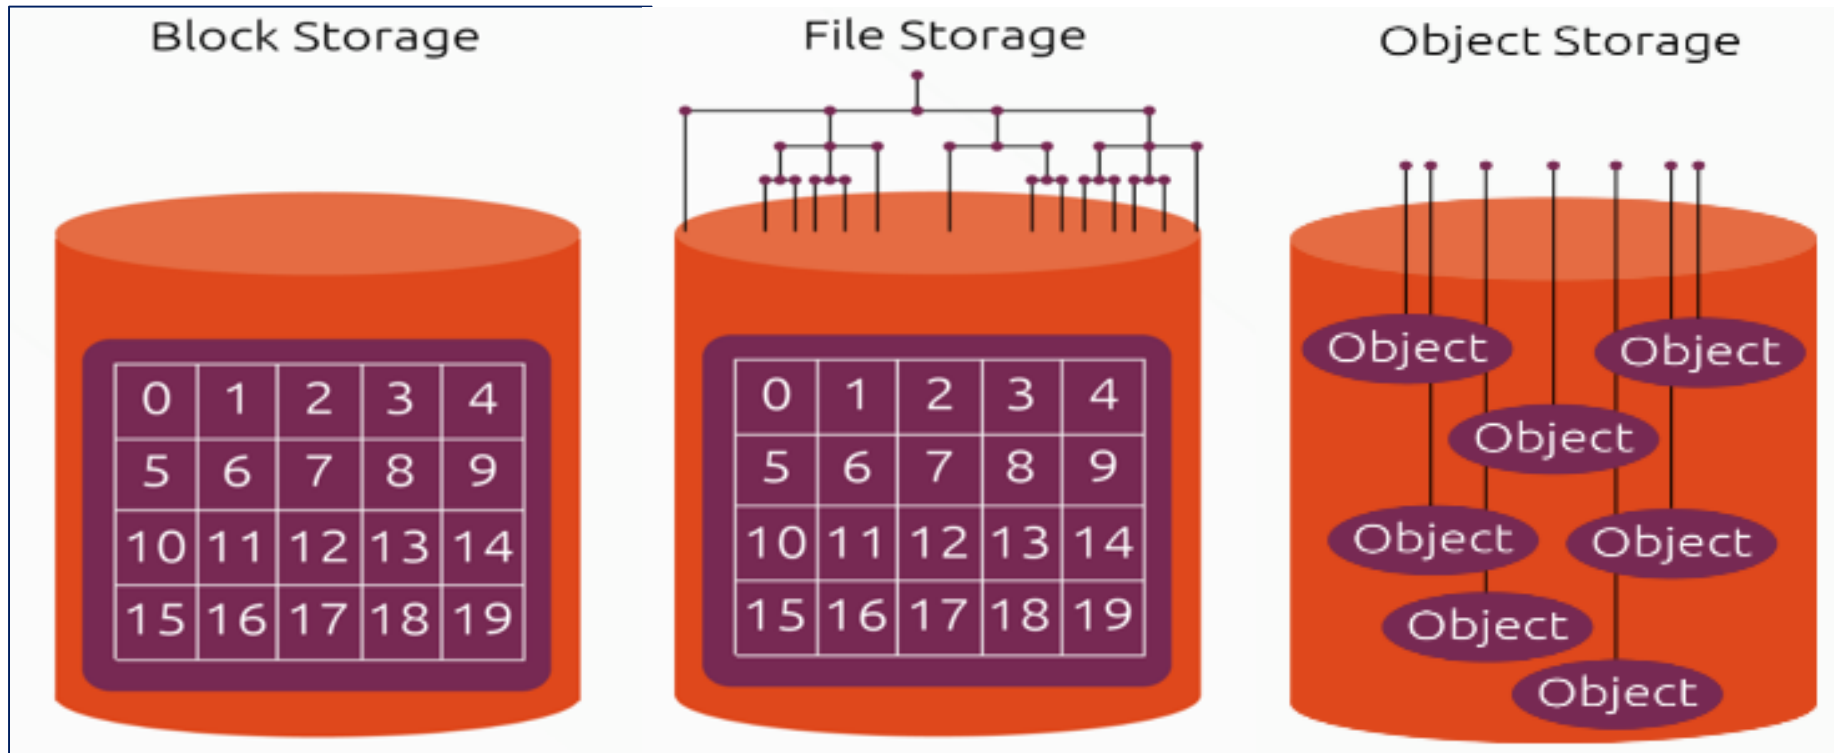 Block Storage
0 1 2 3 4
5 6 7 8 9
10 11 12 13 14
15 16 17 18 19
File Storage
0 1 2 3 4
5 6 7 8 9
10 11 12 13 14
15 16 17 18 19
Object Storage
Object Object
Object
Object Object
Object
Object